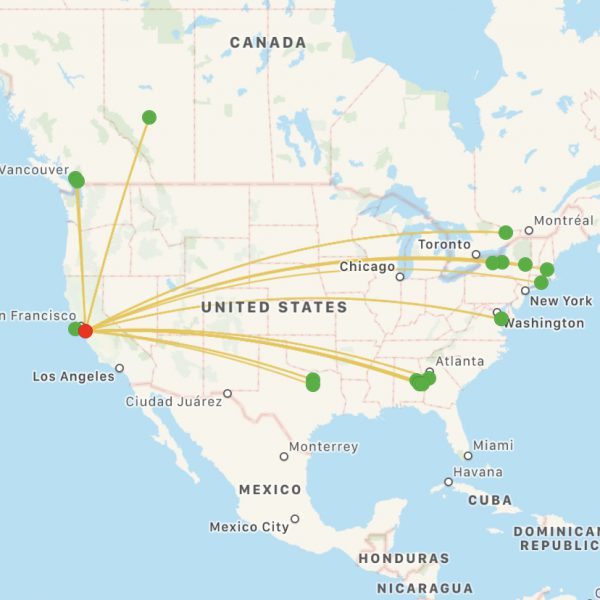 CANADA
Vancouver
Montréal
Toronto
Chicago
UNITED STATES
New York
n Francisco
Washington
Atlanta
Los Angeles
Ciudad Juárez
Monterrey
Miami
Havana
MEXICO
CUBA
Mexico City
DOMINICAN
REPUBLIC
HONDURAS
NICARAGUA